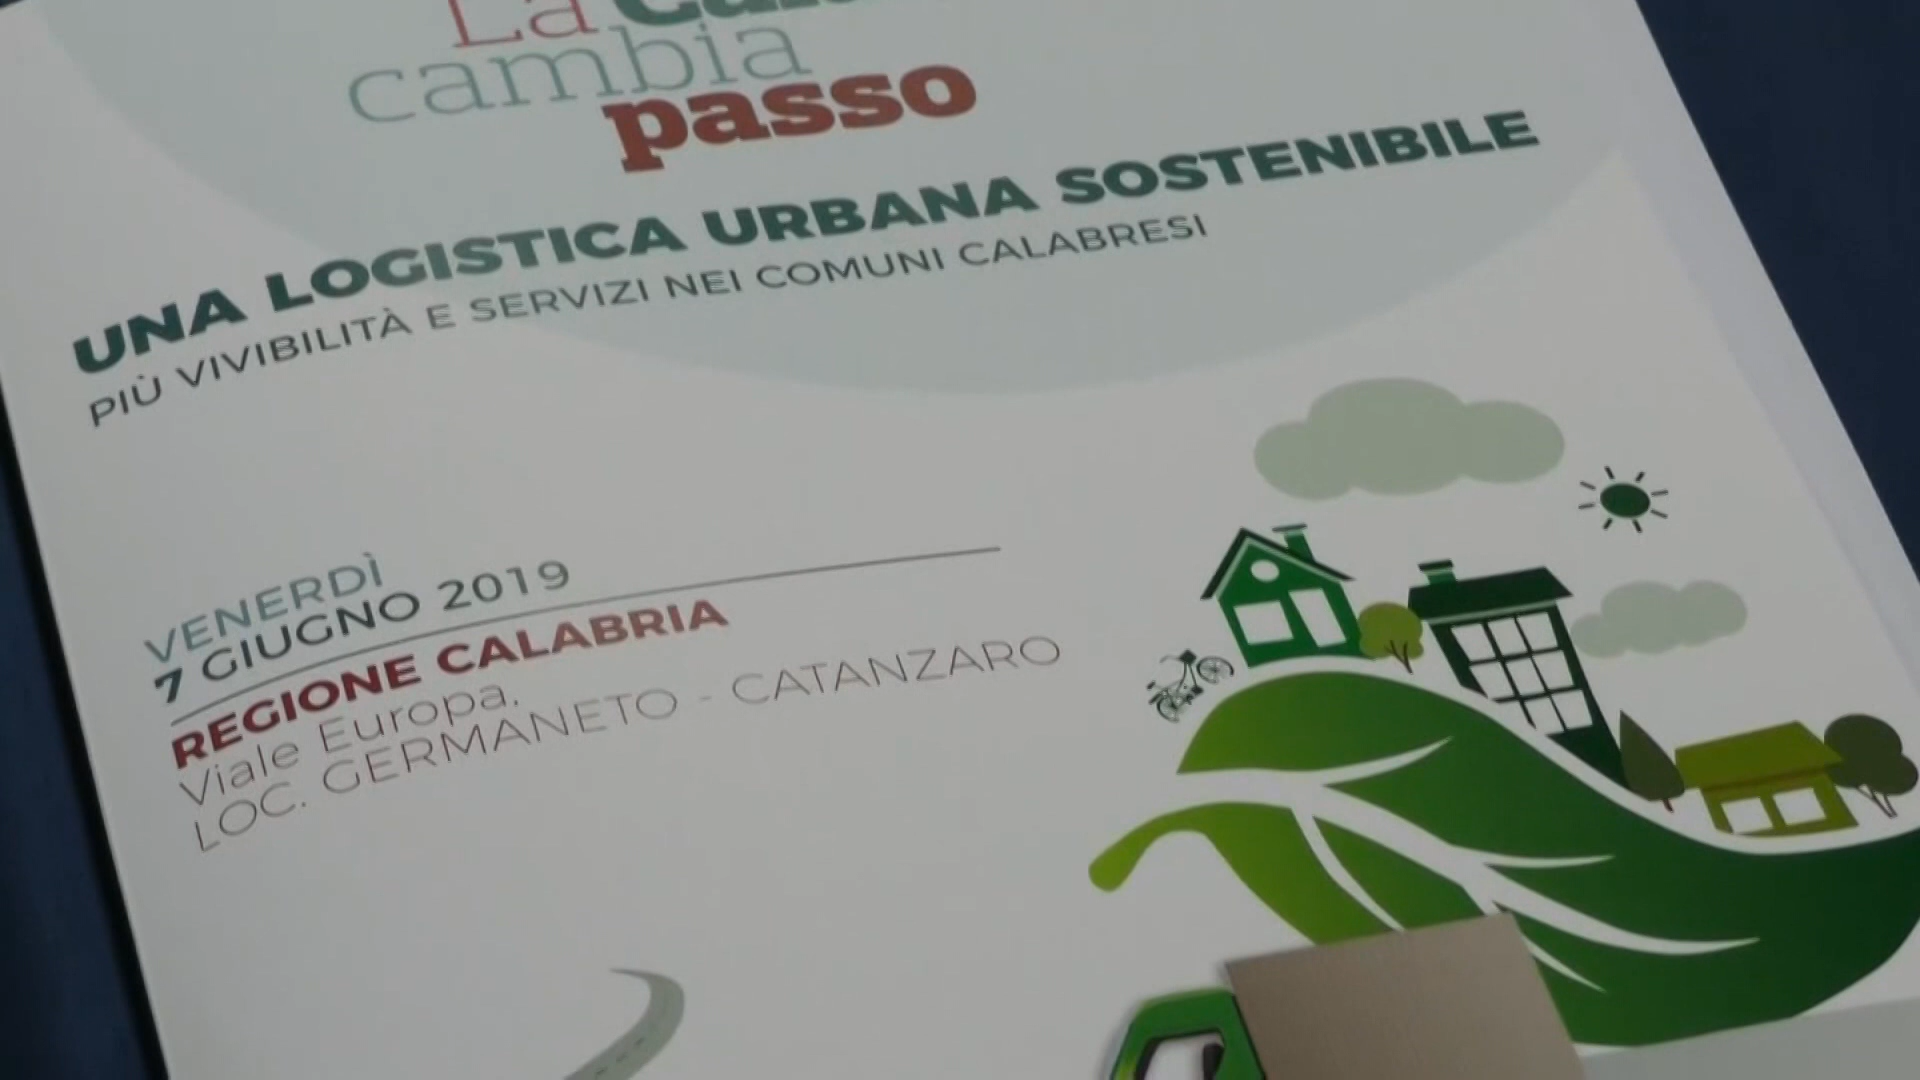 La
cambia
passo
UNA LOGISTICA URBANA SOSTENIBILE
PIÙ VIVIBILITÀ E SERVIZI NEI COMUNI CALABRESI
VENERDÌ
7 GIUGNO 2019
REGIONE CALABRIA
Viale Europa.
LOC. GERMANETO - CATANZARO